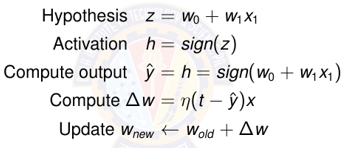 Hypothesis z = w₀ + w₁x₁
Activation h = sign(z)
Compute output ŷ = h = sign(w₀ + w₁x₁)
Compute Δw = η(t − ŷ)x
Update w_new ← w_old + Δw